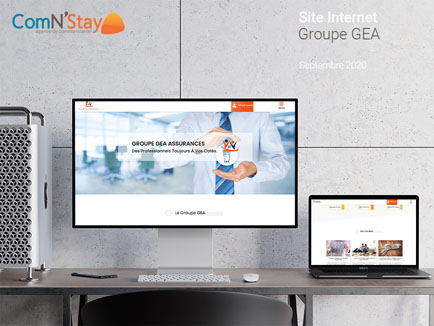 ComN'Stay
agence de communication
Site Internet
Groupe GEA
Septembre 2020
GROUPE GEA ASSURANCES
Des Professionnels Toujours À Vos Cotés
Le Groupe GEA